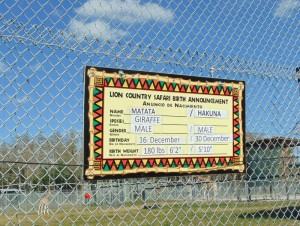 LION COUNTRY SAFARI BIRTH ANNOUNCEMENT
ANUNCIO DE NACIMIENTO
NAME MATATA / HAKUNA
SPECIES GIRAFFE
GENDER MALE / MALE
BIRTHDAY 16 December / 30 December
BIRTH WEIGHT 180 lbs 6'2" / 5'10"